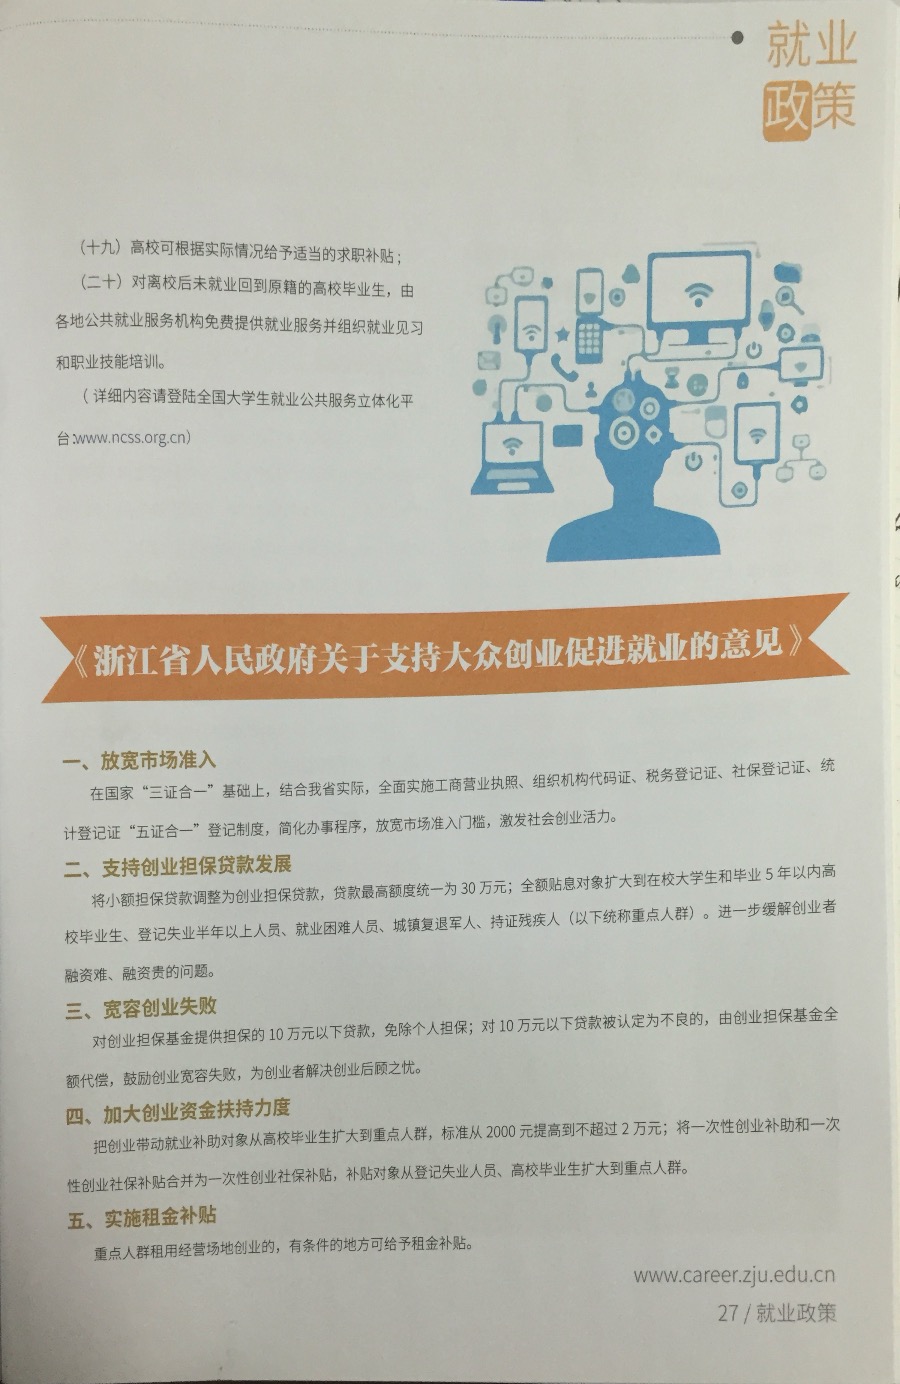 就业
政策
（十九）高校可根据实际情况给予适当的求职补贴；
（二十）对离校后未就业回到原籍的高校毕业生，由
各地公共就业服务机构免费提供就业服务并组织就业见习
和职业技能培训。
（ 详细内容请登陆全国大学生就业公共服务立体化平
台:www.ncss.org.cn）
《浙江省人民政府关于支持大众创业促进就业的意见》
一、放宽市场准入
在国家“三证合一”基础上，结合我省实际，全面实施工商营业执照、组织机构代码证、税务登记证、社保登记证、统
计登记证“五证合一”登记制度，简化办事程序，放宽市场准入门槛，激发社会创业活力。
二、支持创业担保贷款发展
将小额担保贷款调整为创业担保贷款，贷款最高额度统一为 30 万元；全额贴息对象扩大到在校大学生和毕业 5 年以内高
校毕业生、登记失业半年以上人员、就业困难人员、城镇复退军人、持证残疾人（以下统称重点人群）。进一步缓解创业者
融资难、融资贵的问题。
三、宽容创业失败
对创业担保基金提供担保的 10 万元以下贷款，免除个人担保；对 10 万元以下贷款被认定为不良的，由创业担保基金全
额代偿，鼓励创业宽容失败，为创业者解决创业后顾之忧。
四、加大创业资金扶持力度
把创业带动就业补助对象从高校毕业生扩大到重点人群，标准从 2000 元提高到不超过 2 万元；将一次性创业补助和一次
性创业社保补贴合并为一次性创业社保补贴，补贴对象从登记失业人员、高校毕业生扩大到重点人群。
五、实施租金补贴
重点人群租用经营场地创业的，有条件的地方可给予租金补贴。
www.career.zju.edu.cn
27 / 就业政策